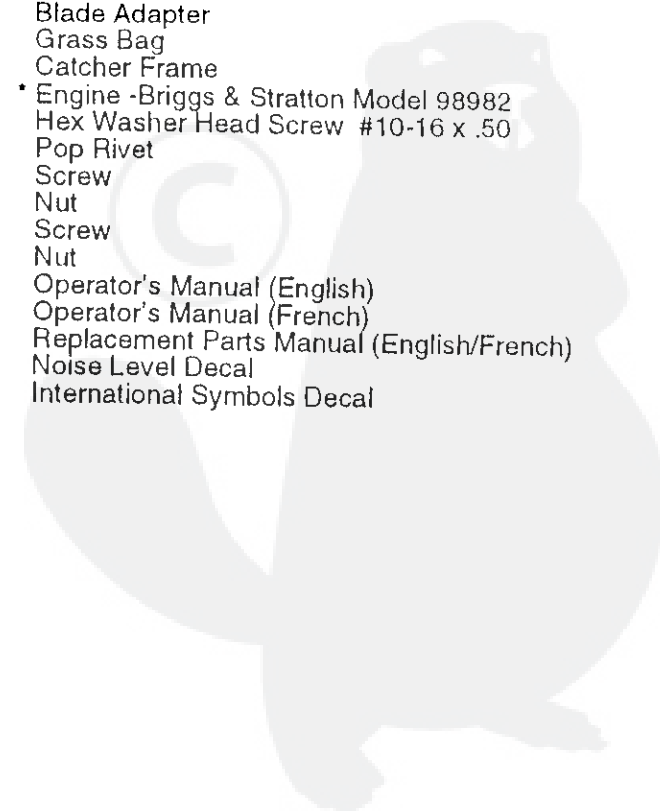 Blade Adapter
Grass Bag
Catcher Frame
* Engine -Briggs & Stratton Model 98982
Hex Washer Head Screw #10-16 x .50
Pop Rivet
Screw
Nut
Screw
Nut
Operator's Manual (English)
Operator's Manual (French)
Replacement Parts Manual (English/French)
Noise Level Decal
International Symbols Decal
©